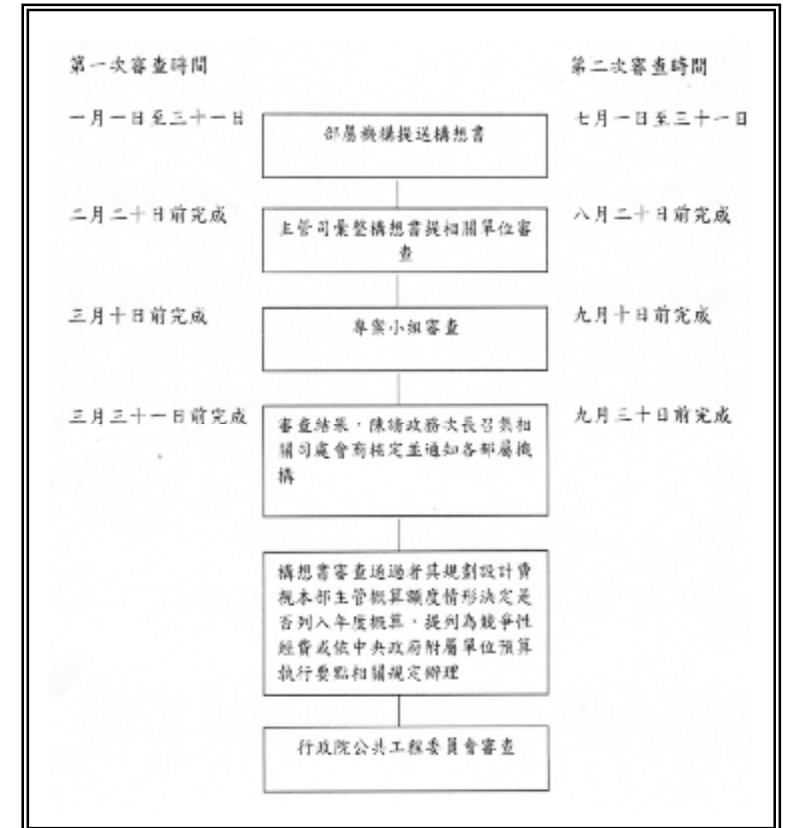 第一次審查時間
第二次審查時間
一月一日至三十一日
部屬機構提送構想書
七月一日至三十一日
二月二十日前完成
主管司彙整構想書提相關單位審
查
八月二十日前完成
三月十日前完成
專案小組審查
九月十日前完成
三月三十一日前完成
審查結果,陳請政務次長召集相
關司處會商核定並通知各部屬機
構
九月三十日前完成
構想書審查通過者其規劃設計費
視本部主管概算額度情形決定是
否列入年度概算,提列為競爭性
經費或依中央政府附屬單位預算
執行要點相關規定辦理
行政院公共工程委員會審查